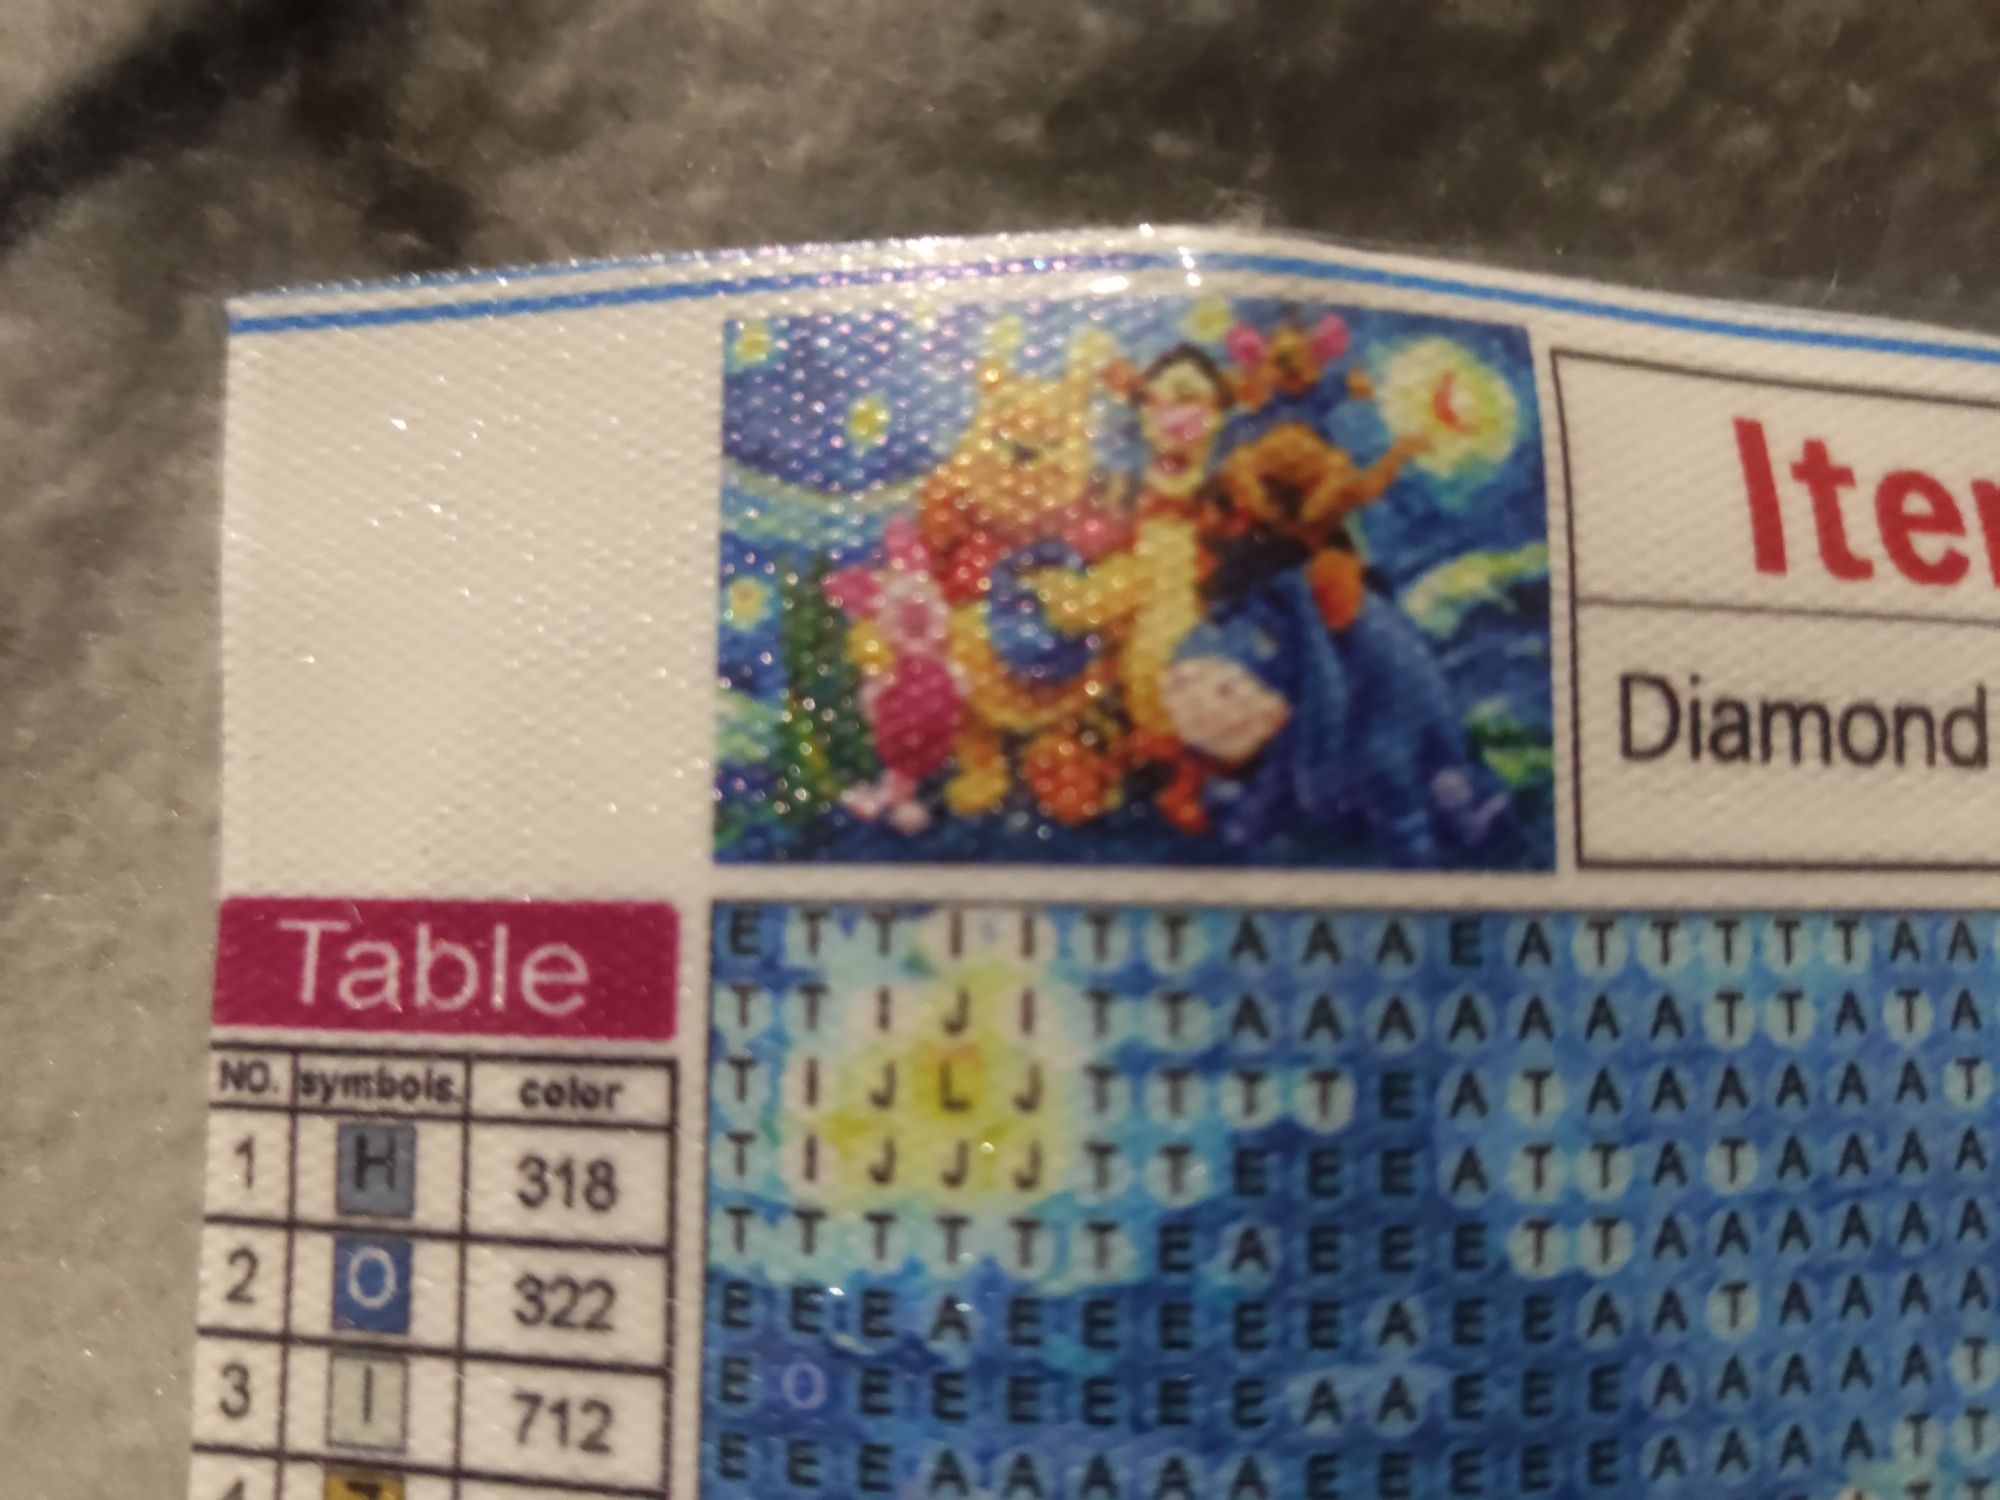 Ite
Diamond
Table
NO. symbols. color
1 H 318
2 O 322
3 I 712
E T T I I T T A A A E A T T T T T A A
T T I J I T T A A A A A A A T T A T A
T I J L J T T T T E A T A A A A A A T
T I J J J T T E E E A T T A T A A A A
T T T T T T E A E E E T T A A A A A A
E E E A E E E E E A E E A A T A A A A
E O E E E E E E A A E E E A A A A A T
E E E A A A A A E E E E E A A A A T T